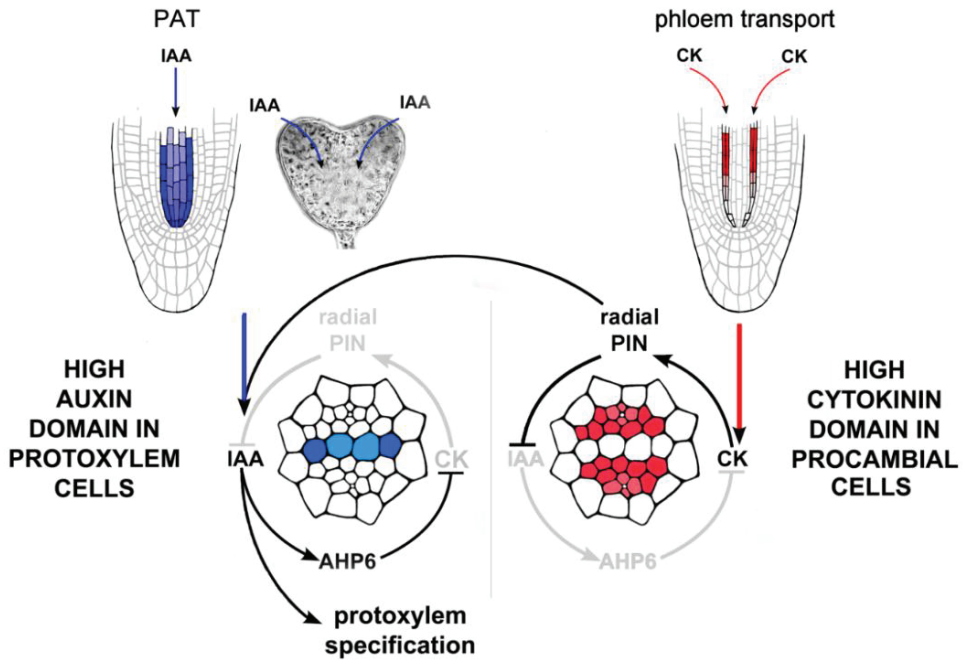 PAT
IAA
IAA
IAA
phloem transport
CK
CK
HIGH
AUXIN
DOMAIN IN
PROTOXYLEM
CELLS
radial
PIN
IAA
CK
AHP6
protoxylem
specification
radial
PIN
IAA
CK
AHP6
HIGH
CYTOKININ
DOMAIN IN
PROCAMBIAL
CELLS